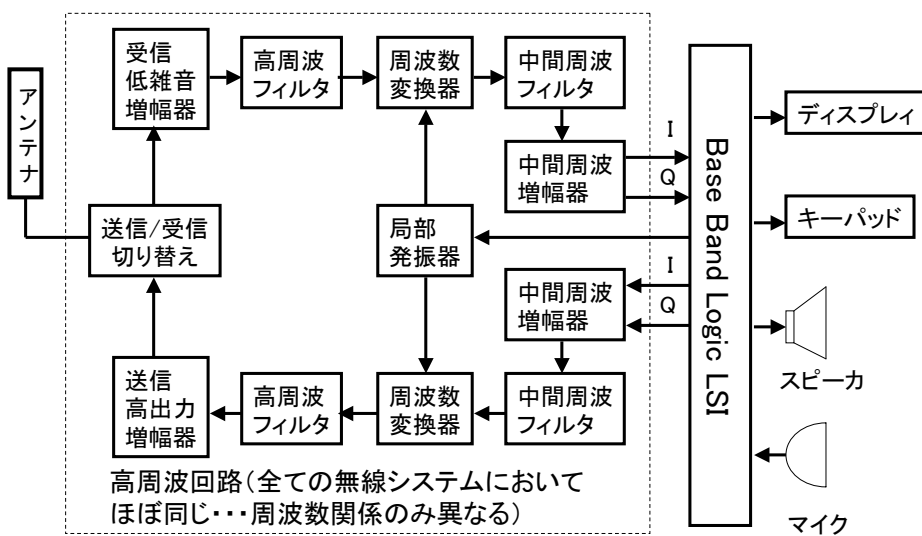 アンテナ
受信
低雑音
増幅器
高周波
フィルタ
周波数
変換器
中間周波
フィルタ
中間周波
増幅器
I
Q
送信/受信
切り替え
局部
発振器
中間周波
増幅器
I
Q
送信
高出力
増幅器
高周波
フィルタ
周波数
変換器
中間周波
フィルタ
高周波回路(全ての無線システムにおいて
ほぼ同じ・・・周波数関係のみ異なる)
Base Band Logic LSI
ディスプレィ
キーパッド
スピーカ
マイク